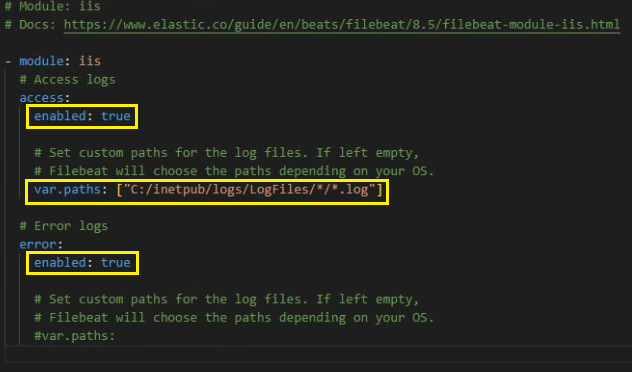 # Module: iis
# Docs: https://www.elastic.co/guide/en/beats/filebeat/8.5/filebeat-module-iis.html
- module: iis
# Access logs
access:
enabled: true
# Set custom paths for the log files. If left empty,
# Filebeat will choose the paths depending on your OS.
var.paths: ["C:/inetpub/logs/LogFiles/*/*.log"]
# Error logs
error:
enabled: true
# Set custom paths for the log files. If left empty,
# Filebeat will choose the paths depending on your OS.
#var.paths: